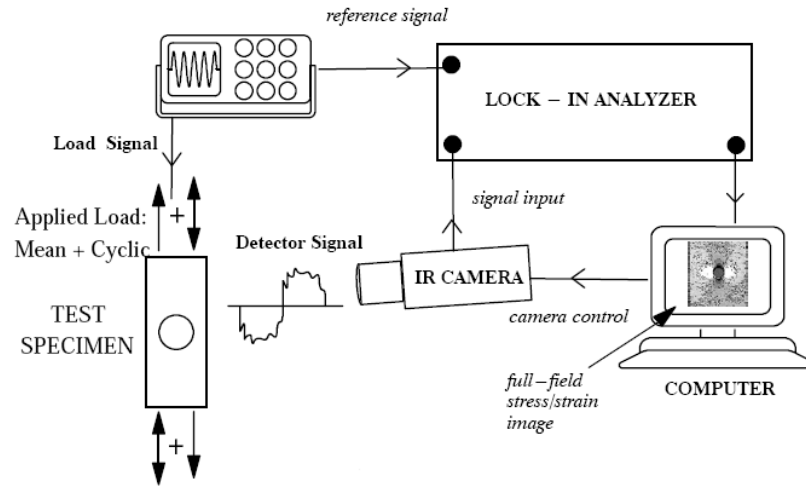 reference signal
LOCK – IN ANALYZER
Load Signal
signal input
Applied Load:
Mean + Cyclic
+
Detector Signal
IR CAMERA
camera control
TEST
SPECIMEN
full–field
stress/strain
image
COMPUTER
+